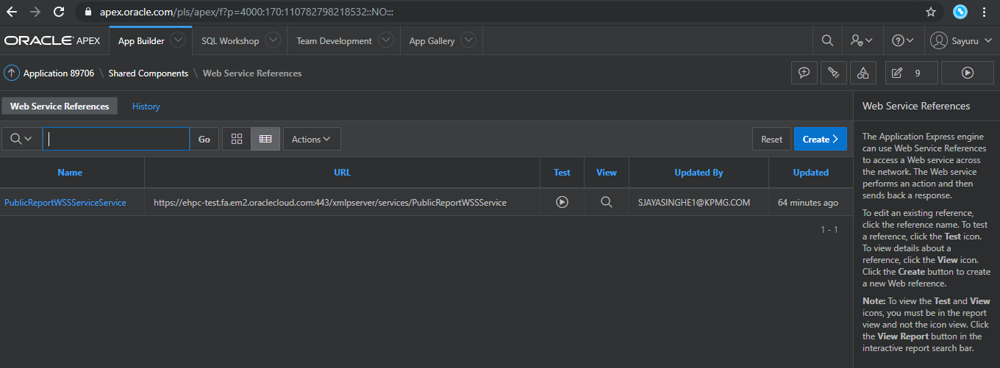 apex.oracle.com/pls/apex/f?p=4000:170:110782798218532::NO:::
ORACLE APEX App Builder SQL Workshop Team Development App Gallery Sayuru
Application 89706 \ Shared Components \ Web Service References 9
Web Service References History
Go Actions Reset Create
Name URL Test View Updated By Updated
PublicReportWSSServiceService https://ehpc-test.fa.em2.oraclecloud.com:443/xmlpserver/services/PublicReportWSSService SJAYASINGHE1@KPMG.COM 64 minutes ago
1 - 1
Web Service References
The Application Express engine
can use Web Service References
to access a Web service across
the network. The Web service
performs an action and then
sends back a response.
To edit an existing reference,
click the reference name. To test
a reference, click the Test icon.
To view details about a
reference, click the View icon.
Click the Create button to create
a new Web reference.
Note: To view the Test and View
icons, you must be in the report
view and not the icon view. Click
the View Report button in the
interactive report search bar.